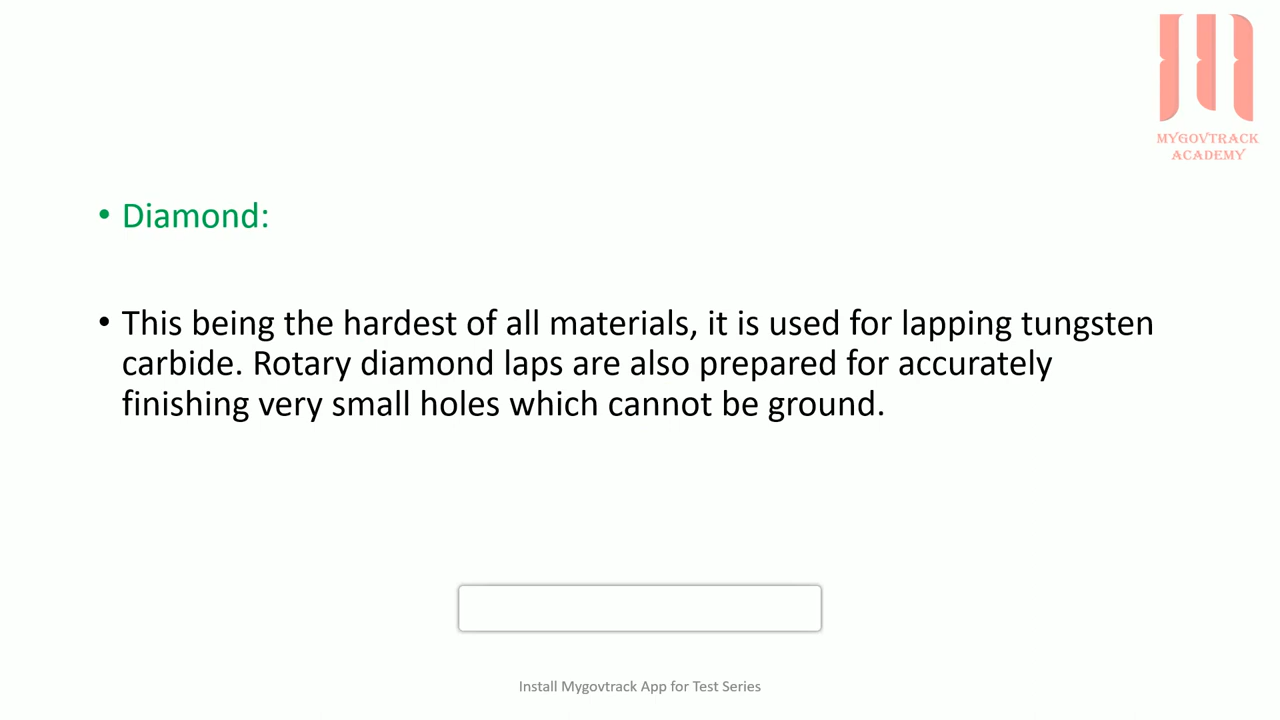 MYGOVTRACK
ACADEMY
• Diamond:
• This being the hardest of all materials, it is used for lapping tungsten
carbide. Rotary diamond laps are also prepared for accurately
finishing very small holes which cannot be ground.
Install Mygovtrack App for Test Series